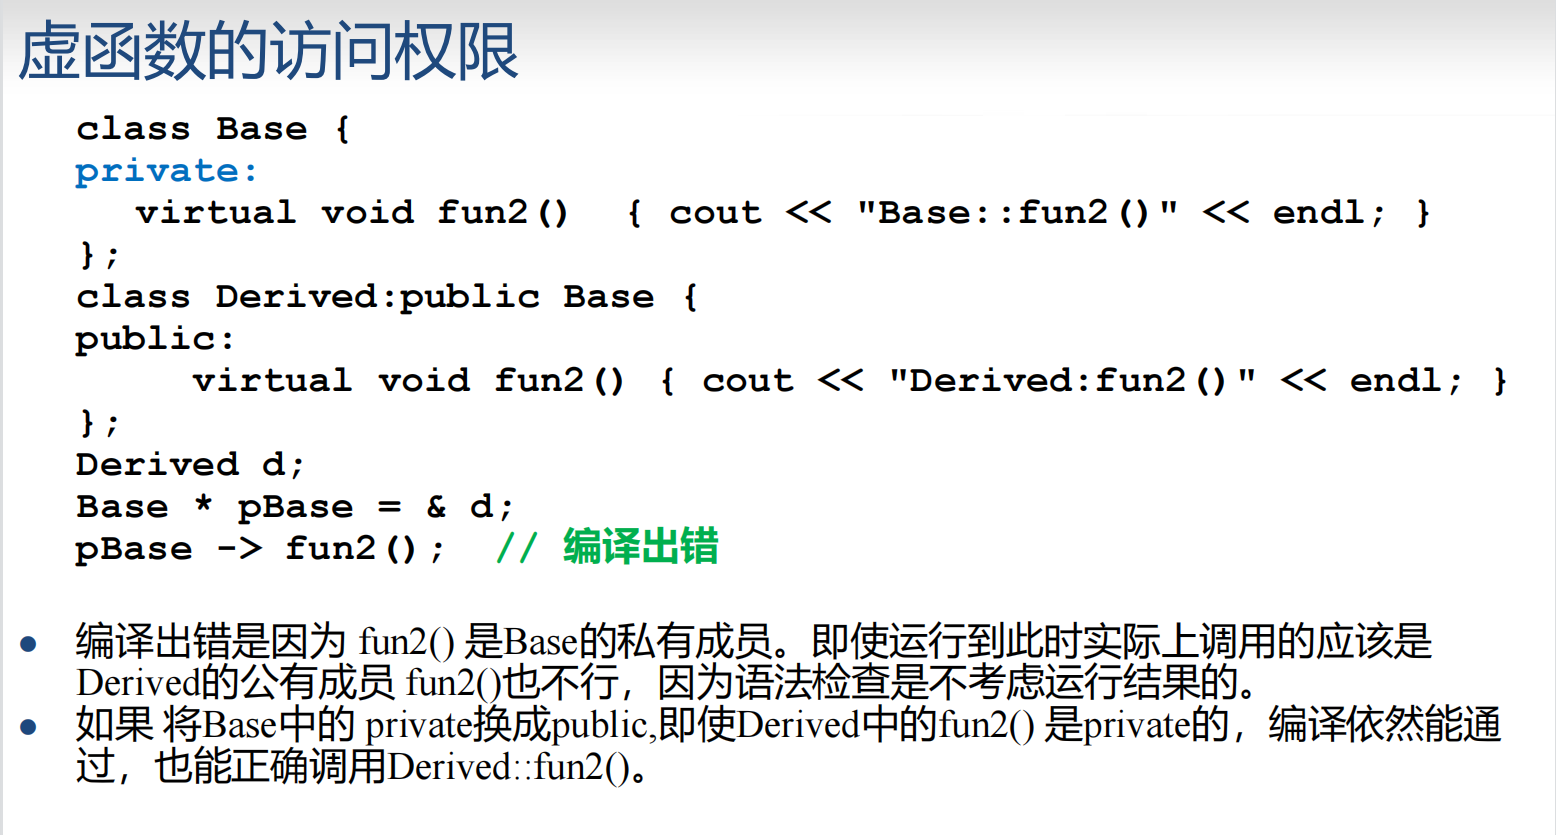 虚函数的访问权限
class Base {
private:
virtual void fun2() { cout << "Base::fun2()" << endl; }
};
class Derived:public Base {
public:
virtual void fun2() { cout << "Derived:fun2()" << endl; }
};
Derived d;
Base * pBase = & d;
pBase -> fun2(); // 编译出错
● 编译出错是因为 fun2() 是Base的私有成员。即使运行到此时实际上调用的应该是
Derived的公有成员 fun2()也不行，因为语法检查是不考虑运行结果的。
● 如果 将Base中的 private换成public,即使Derived中的fun2() 是private的，编译依然能通
过，也能正确调用Derived::fun2()。